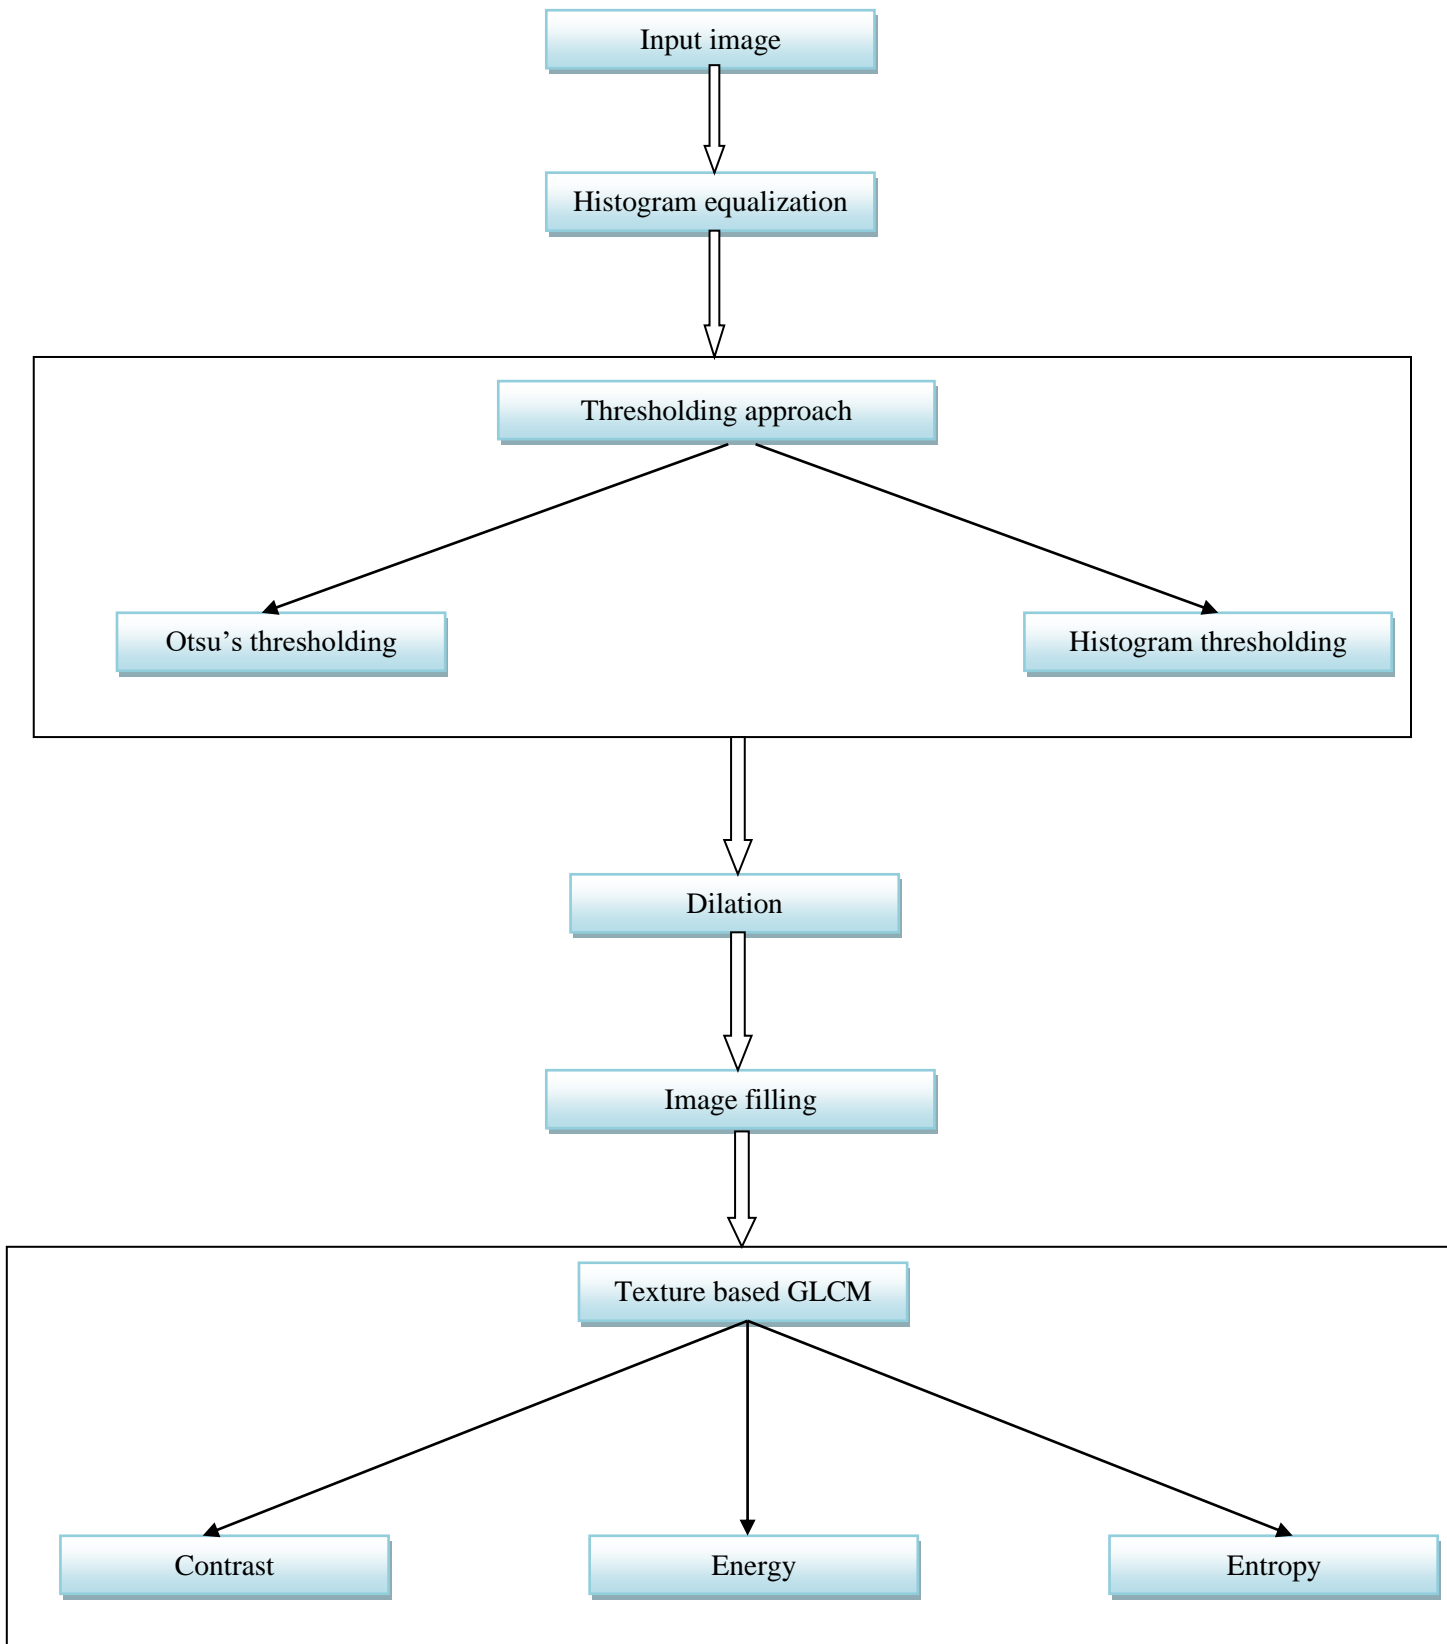 Input image
Histogram equalization
Thresholding approach
Otsu’s thresholding
Histogram thresholding
Dilation
Image filling
Texture based GLCM
Contrast
Energy
Entropy